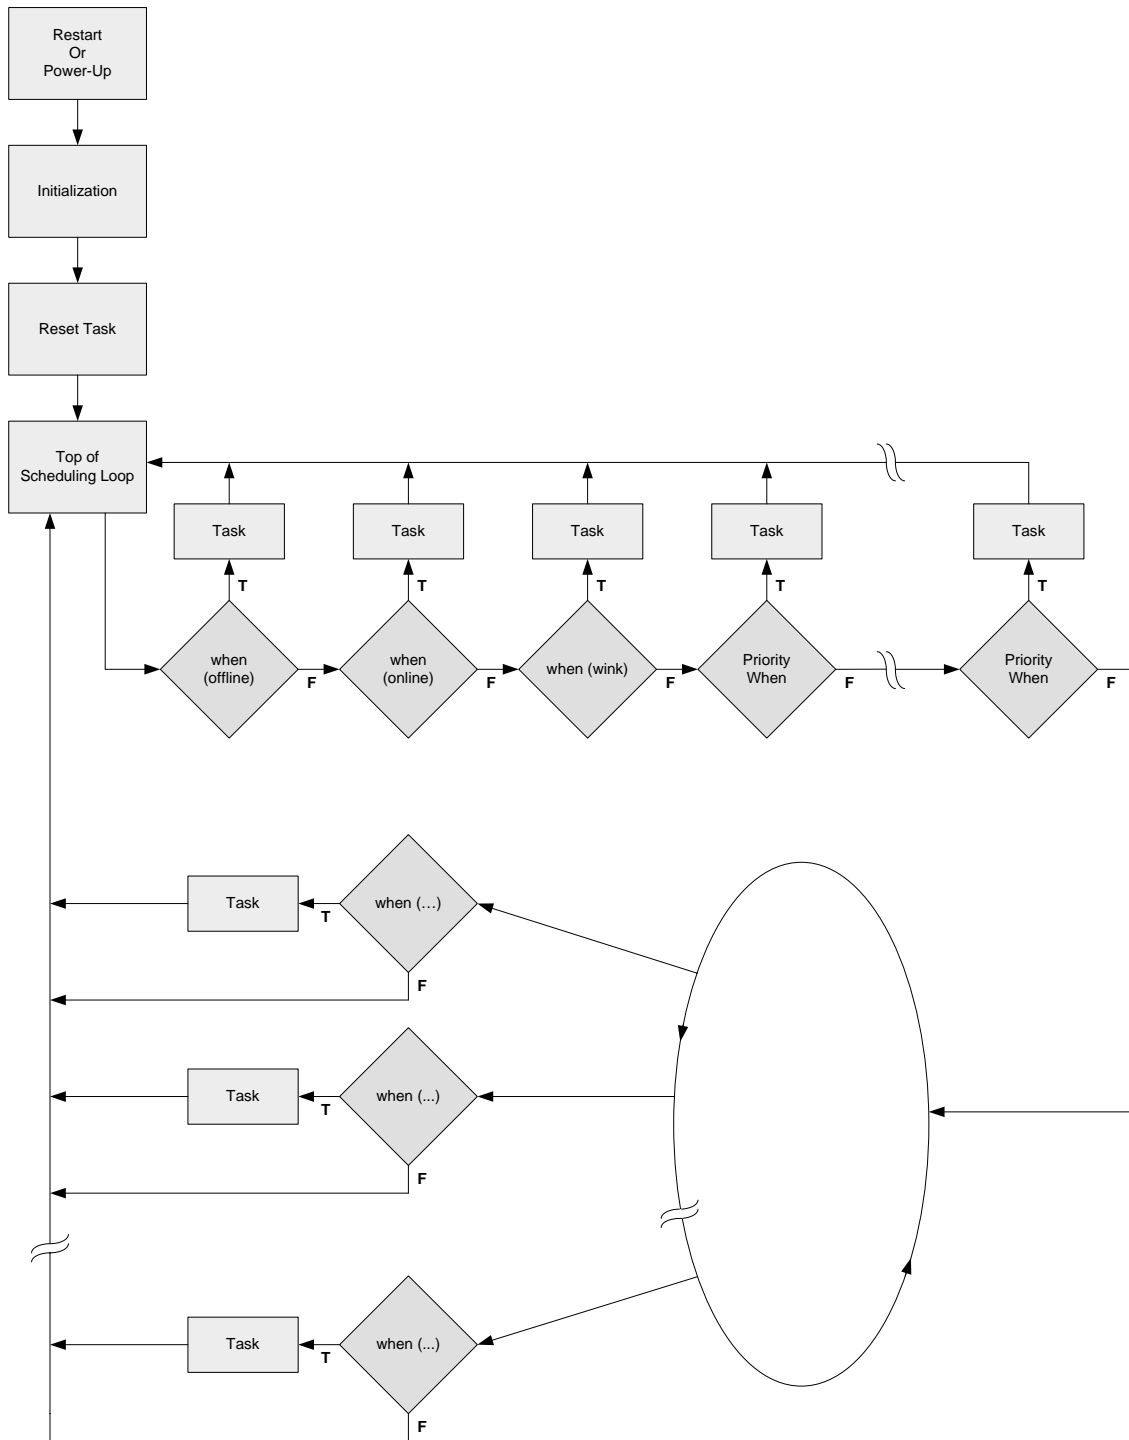 Restart
Or
Power-Up
Initialization
Reset Task
Top of
Scheduling Loop
Task
Task
Task
Task
Task
T
T
T
T
T
when
(offline)
F
when
(online)
F
when (wink)
F
Priority
When
F
Priority
When
F
Task
T
when (…)
F
Task
T
when (...)
F
Task
T
when (...)
F